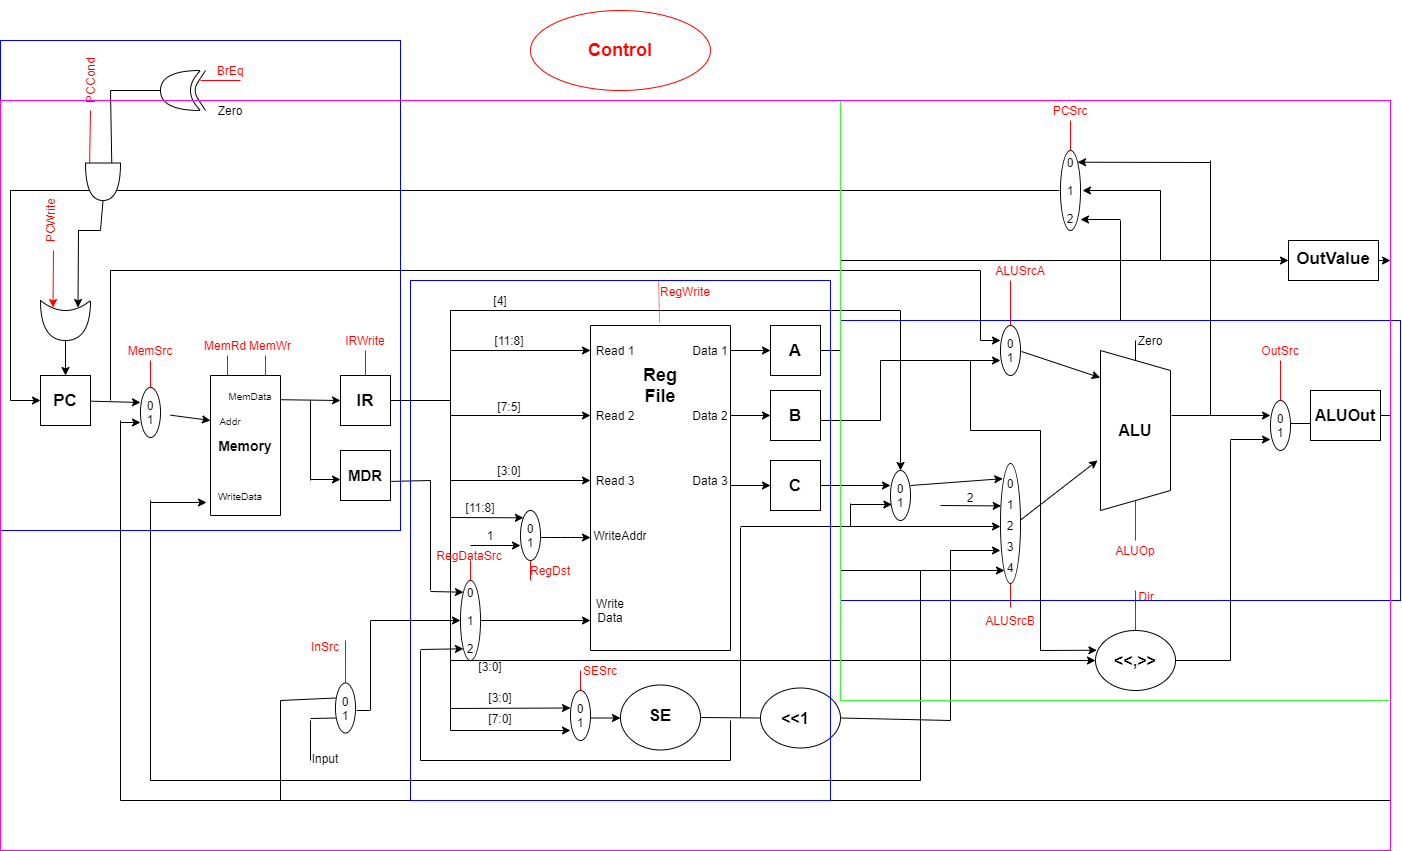 Control
PCCond
BrEq
Zero
PCSrc
0
1
2
PCWrite
OutValue
ALUSrcA
[4]
RegWrite
MemSrc
MemRd
MemWr
IRWrite
[11:8]
Read 1
Data 1
A
0
1
Zero
OutSrc
Reg
File
PC
0
1
MemData
Addr
Memory
WriteData
IR
[7:5]
Read 2
Data 2
B
ALU
0
1
ALUOut
MDR
[3:0]
Read 3
Data 3
C
0
1
2
0
1
2
3
4
[11:8]
1
0
1
WriteAddr
RegDst
RegDataSrc
0
1
2
ALUOp
Write
Data
ALUSrcB
Dir
<<,>>
InSrc
0
1
Input
[3:0]
SESrc
[3:0]
[7:0]
0
1
SE
<<1